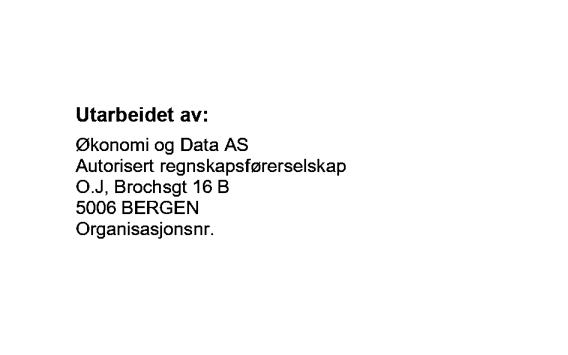 Utarbeidet av:
Økonomi og Data AS
Autorisert regnskapsførerselskap
O.J, Brochsgt 16 B
5006 BERGEN
Organisasjonsnr.